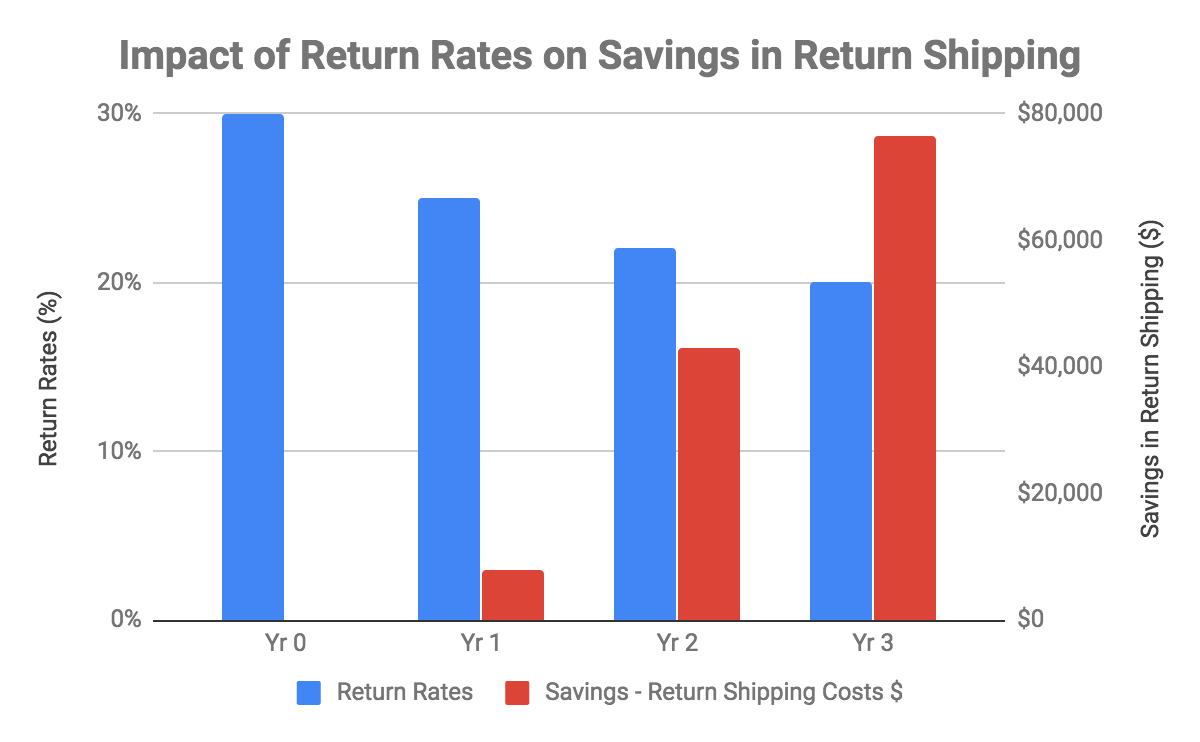 Impact of Return Rates on Savings in Return Shipping
30%
20%
10%
0%
Return Rates (%)
$80,000
$60,000
$40,000
$20,000
$0
Savings in Return Shipping ($)
Yr 0 Yr 1 Yr 2 Yr 3
Return Rates Savings - Return Shipping Costs $